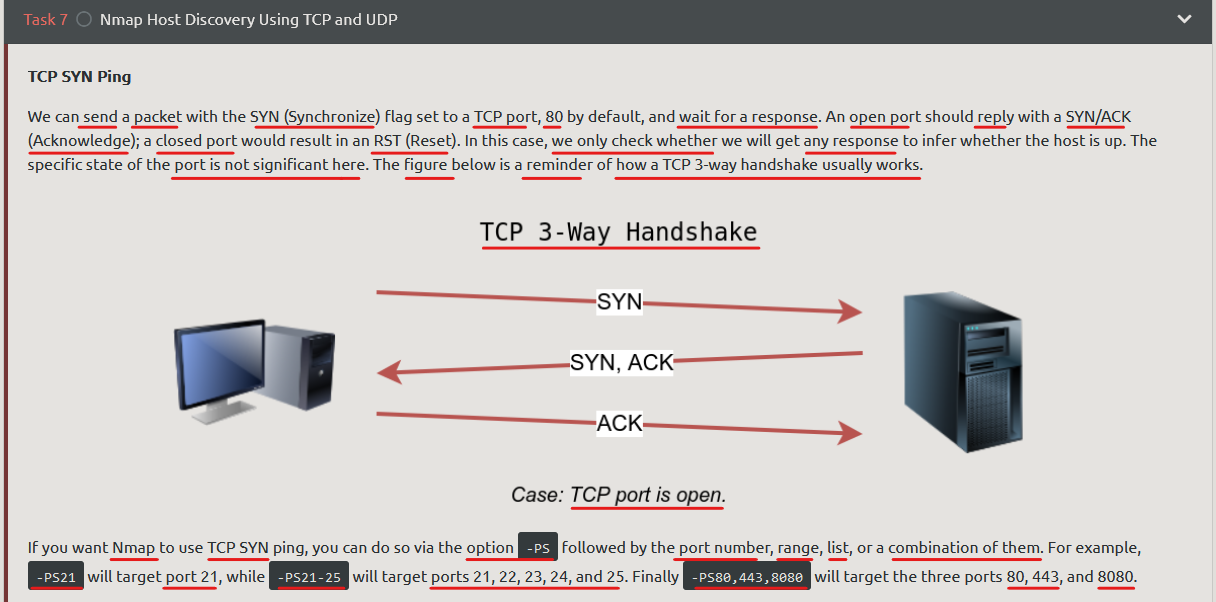 Task 7 Nmap Host Discovery Using TCP and UDP
TCP SYN Ping
We can send a packet with the SYN (Synchronize) flag set to a TCP port, 80 by default, and wait for a response. An open port should reply with a SYN/ACK
(Acknowledge); a closed port would result in an RST (Reset). In this case, we only check whether we will get any response to infer whether the host is up. The
specific state of the port is not significant here. The figure below is a reminder of how a TCP 3-way handshake usually works.
TCP 3-Way Handshake
SYN
SYN, ACK
ACK
Case: TCP port is open.
If you want Nmap to use TCP SYN ping, you can do so via the option -PS followed by the port number, range, list, or a combination of them. For example,
-PS21 will target port 21, while -PS21-25 will target ports 21, 22, 23, 24, and 25. Finally -PS80,443,8080 will target the three ports 80, 443, and 8080.